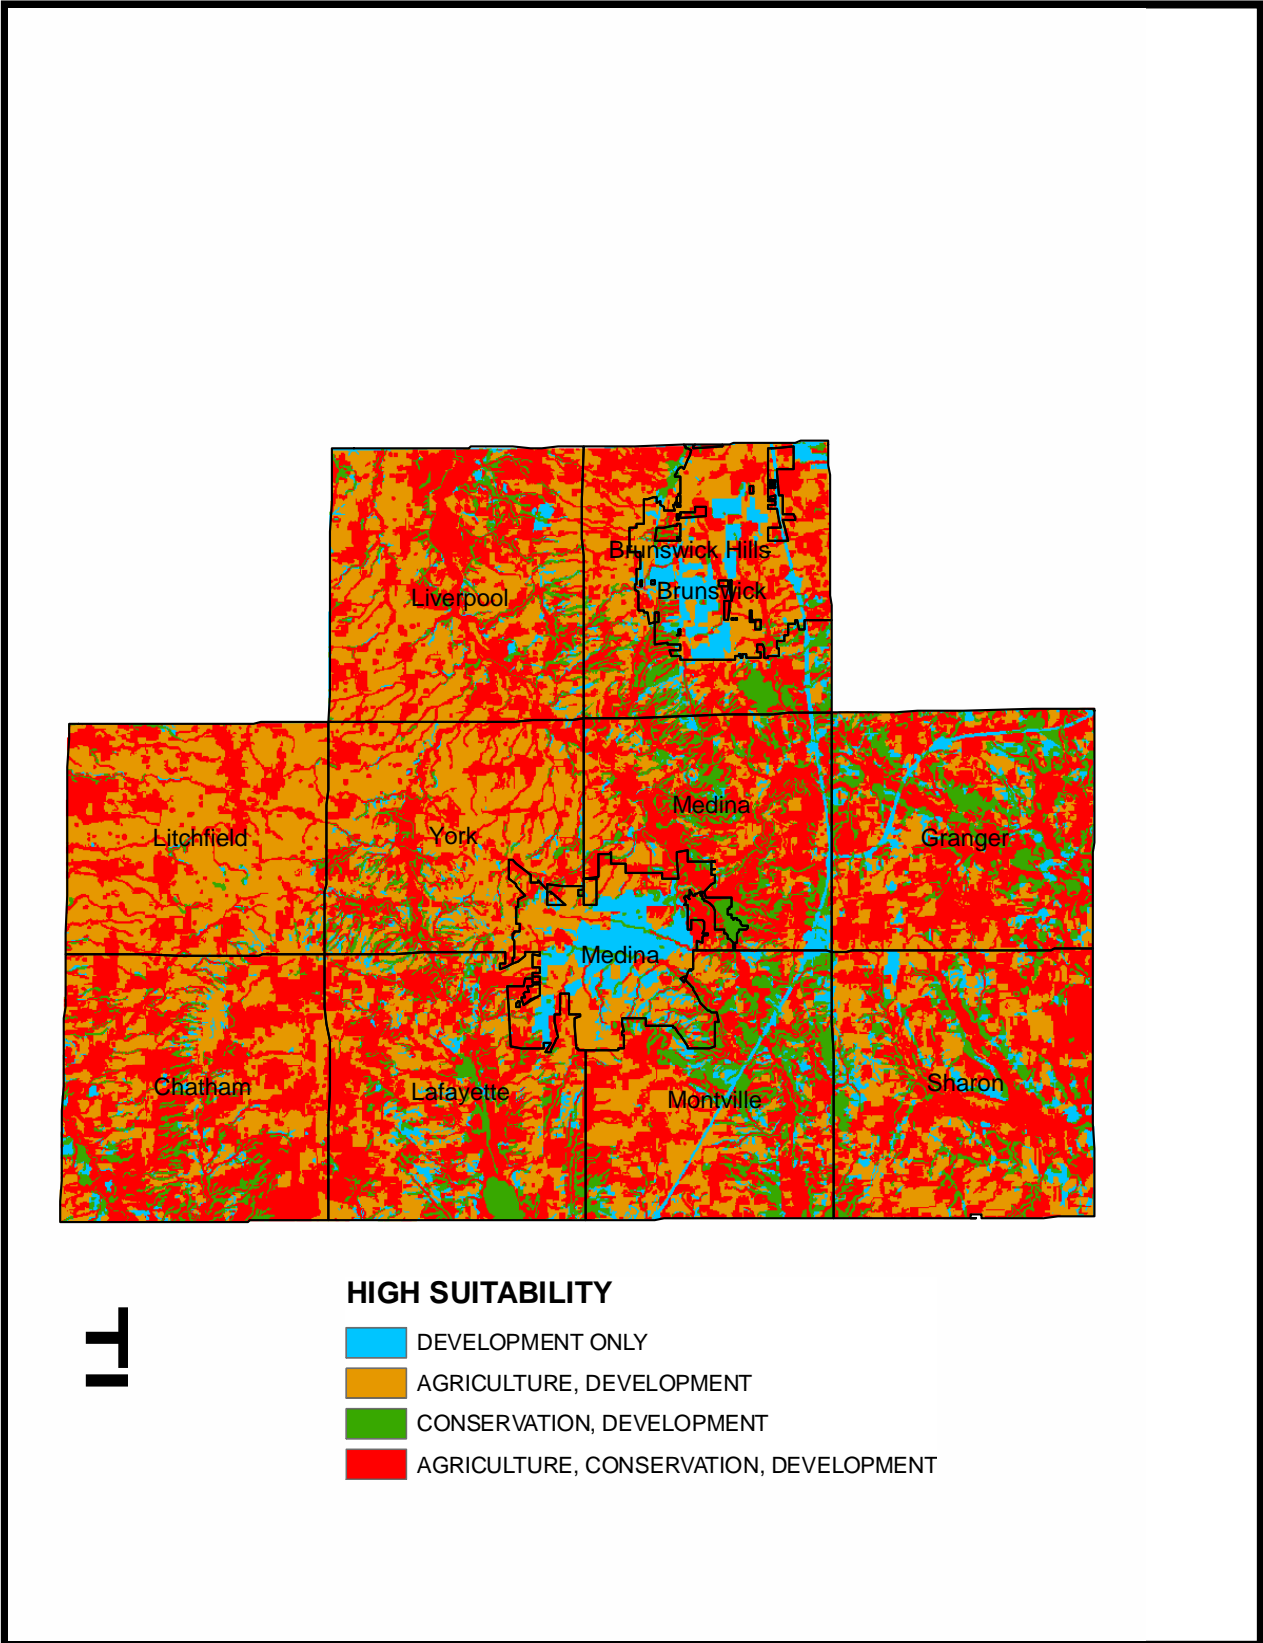 Brunswick Hills
Brunswick
Liverpool
Medina
Litchfield
York
Granger
Medina
Chatham
Lafayette
Montville
Sharon
HIGH SUITABILITY
DEVELOPMENT ONLY
AGRICULTURE, DEVELOPMENT
CONSERVATION, DEVELOPMENT
AGRICULTURE, CONSERVATION, DEVELOPMENT